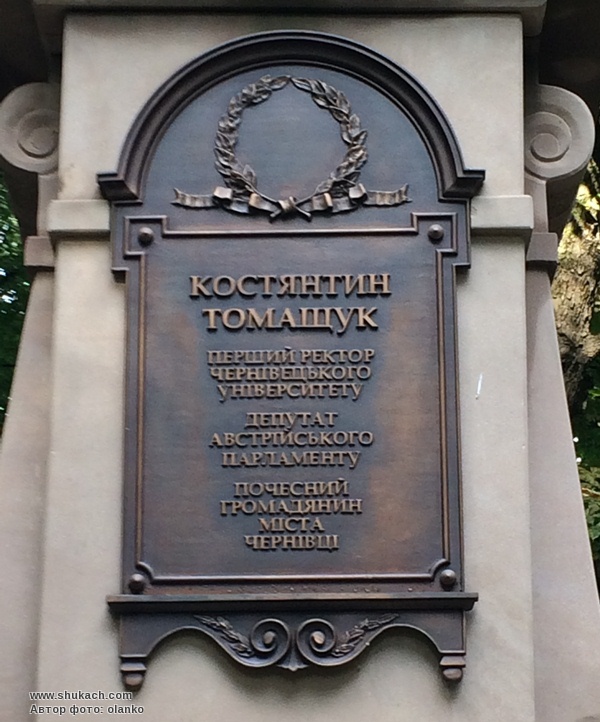 КОСТЯНТИН
ТОМАЩУК
ПЕРШИЙ РЕКТОР
ЧЕРНІВЕЦЬКОГО
УНІВЕРСИТЕТУ
ДЕПУТАТ
АВСТРІЙСЬКОГО
ПАРЛАМЕНТУ
ПОЧЕСНИЙ
ГРОМАДЯНИН
МІСТА
ЧЕРНІВЦІ
www.shukach.com
Автор фото: olanko